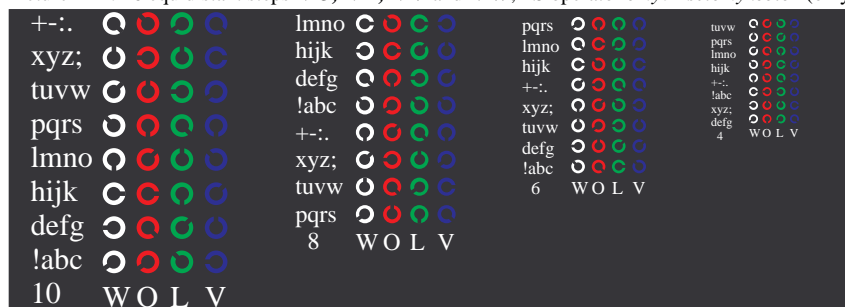 +-:.
xyz;
tuvw
pqrs
lmno
hijk
defg
!abc
10 W O L V
lmno
hijk
defg
!abc
+-:.
xyz;
tuvw
pqrs
8 W O L V
pqrs
lmno
hijk
+-:.
xyz;
tuvw
defg
!abc
6 W O L V
tuvw
pqrs
lmno
hijk
+-:.
!abc
xyz;
defg
4 W O L V